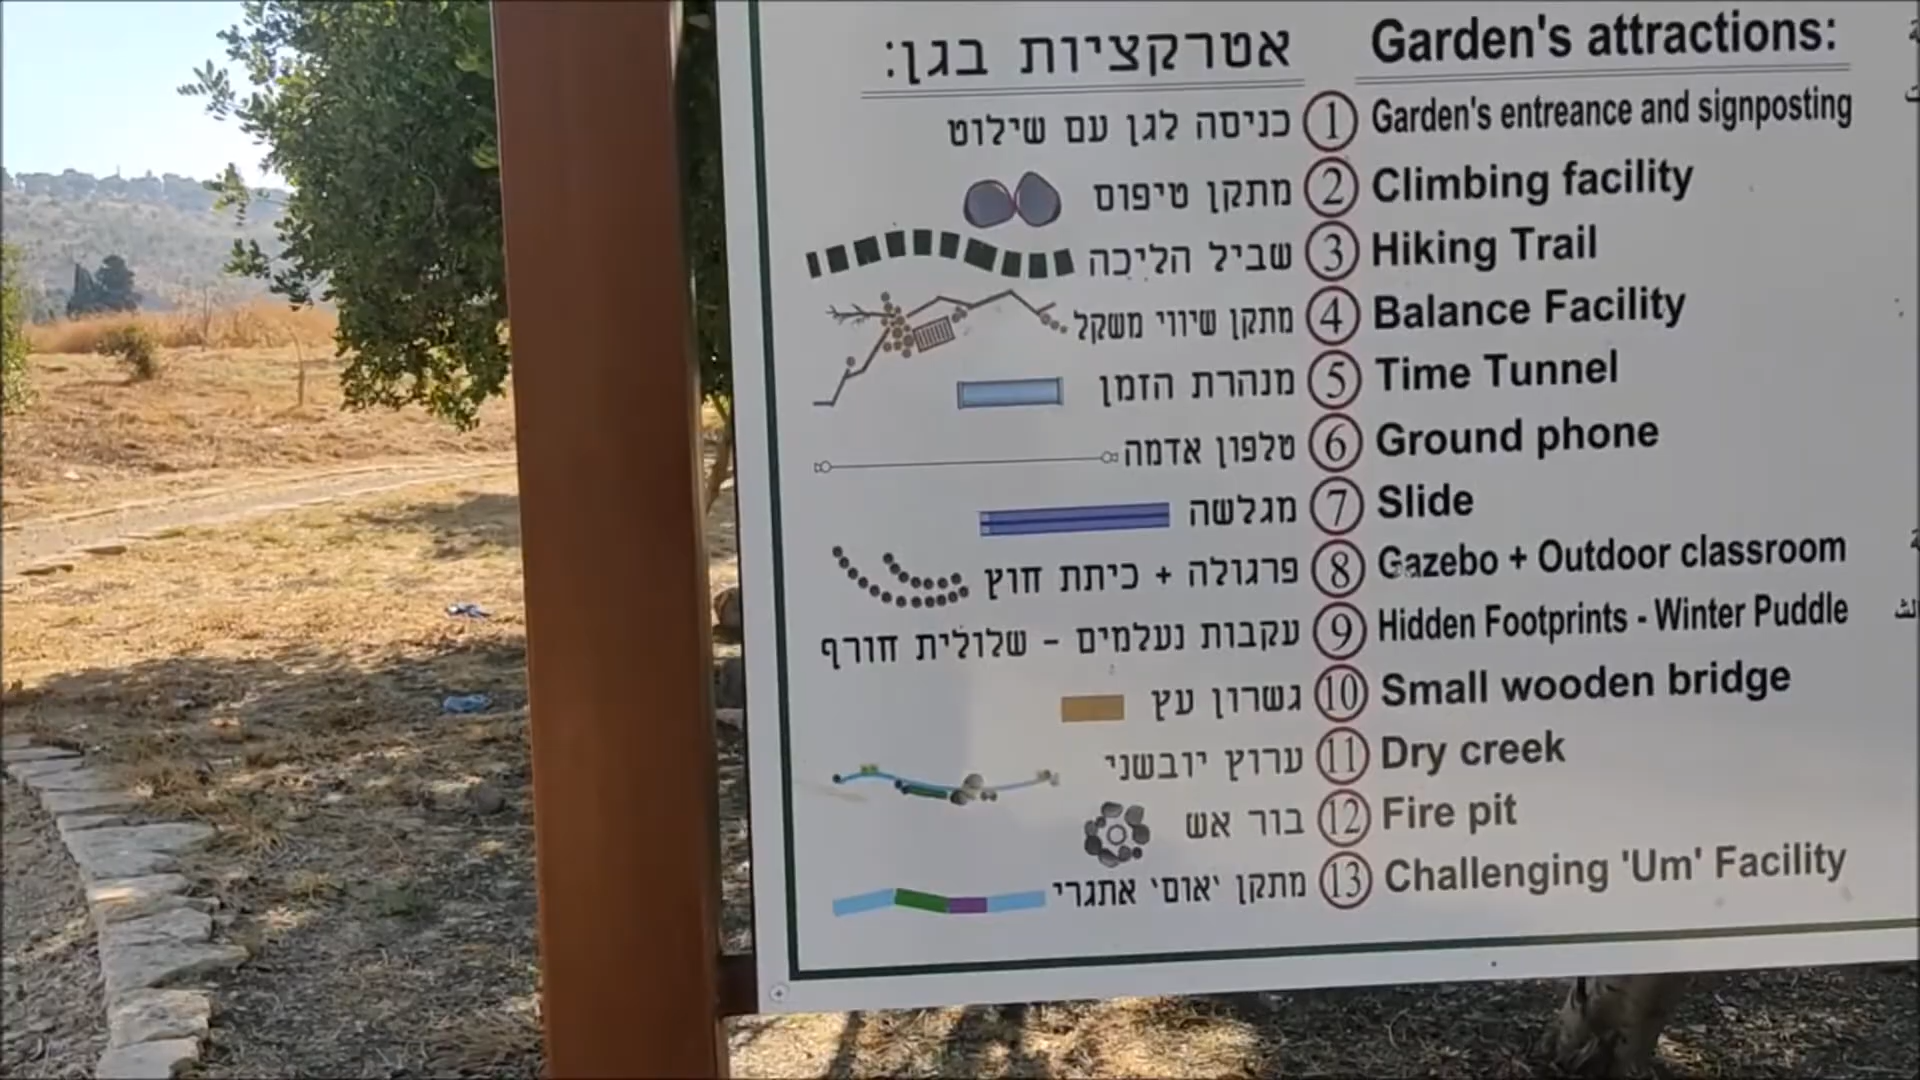 אטרקציות בגן: Garden's attractions:
כניסה לגן עם שילוט 1 Garden's entreance and signposting
מתקן טיפוס 2 Climbing facility
שביל הליכה 3 Hiking Trail
מתקן שיווי משקל 4 Balance Facility
מנהרת הזמן 5 Time Tunnel
טלפון אדמה 6 Ground phone
מגלשה 7 Slide
פרגולה + כיתת חוץ 8 Gazebo + Outdoor classroom
עקבות נעלמים - שלולית חורף 9 Hidden Footprints - Winter Puddle
גשרון עץ 10 Small wooden bridge
ערוץ יובשני 11 Dry creek
בור אש 12 Fire pit
מתקן 'אום' אתגרי 13 Challenging 'Um' Facility